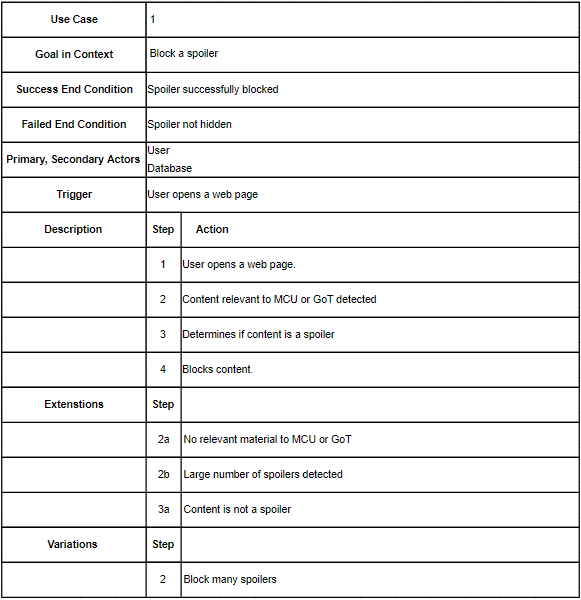 Use Case 1
Goal in Context Block a spoiler
Success End Condition Spoiler successfully blocked
Failed End Condition Spoiler not hidden
Primary, Secondary Actors User
Database
Trigger User opens a web page
Description Step Action
1 User opens a web page.
2 Content relevant to MCU or GoT detected
3 Determines if content is a spoiler
4 Blocks content.
Extenstions Step
2a No relevant material to MCU or GoT
2b Large number of spoilers detected
3a Content is not a spoiler
Variations Step
2 Block many spoilers